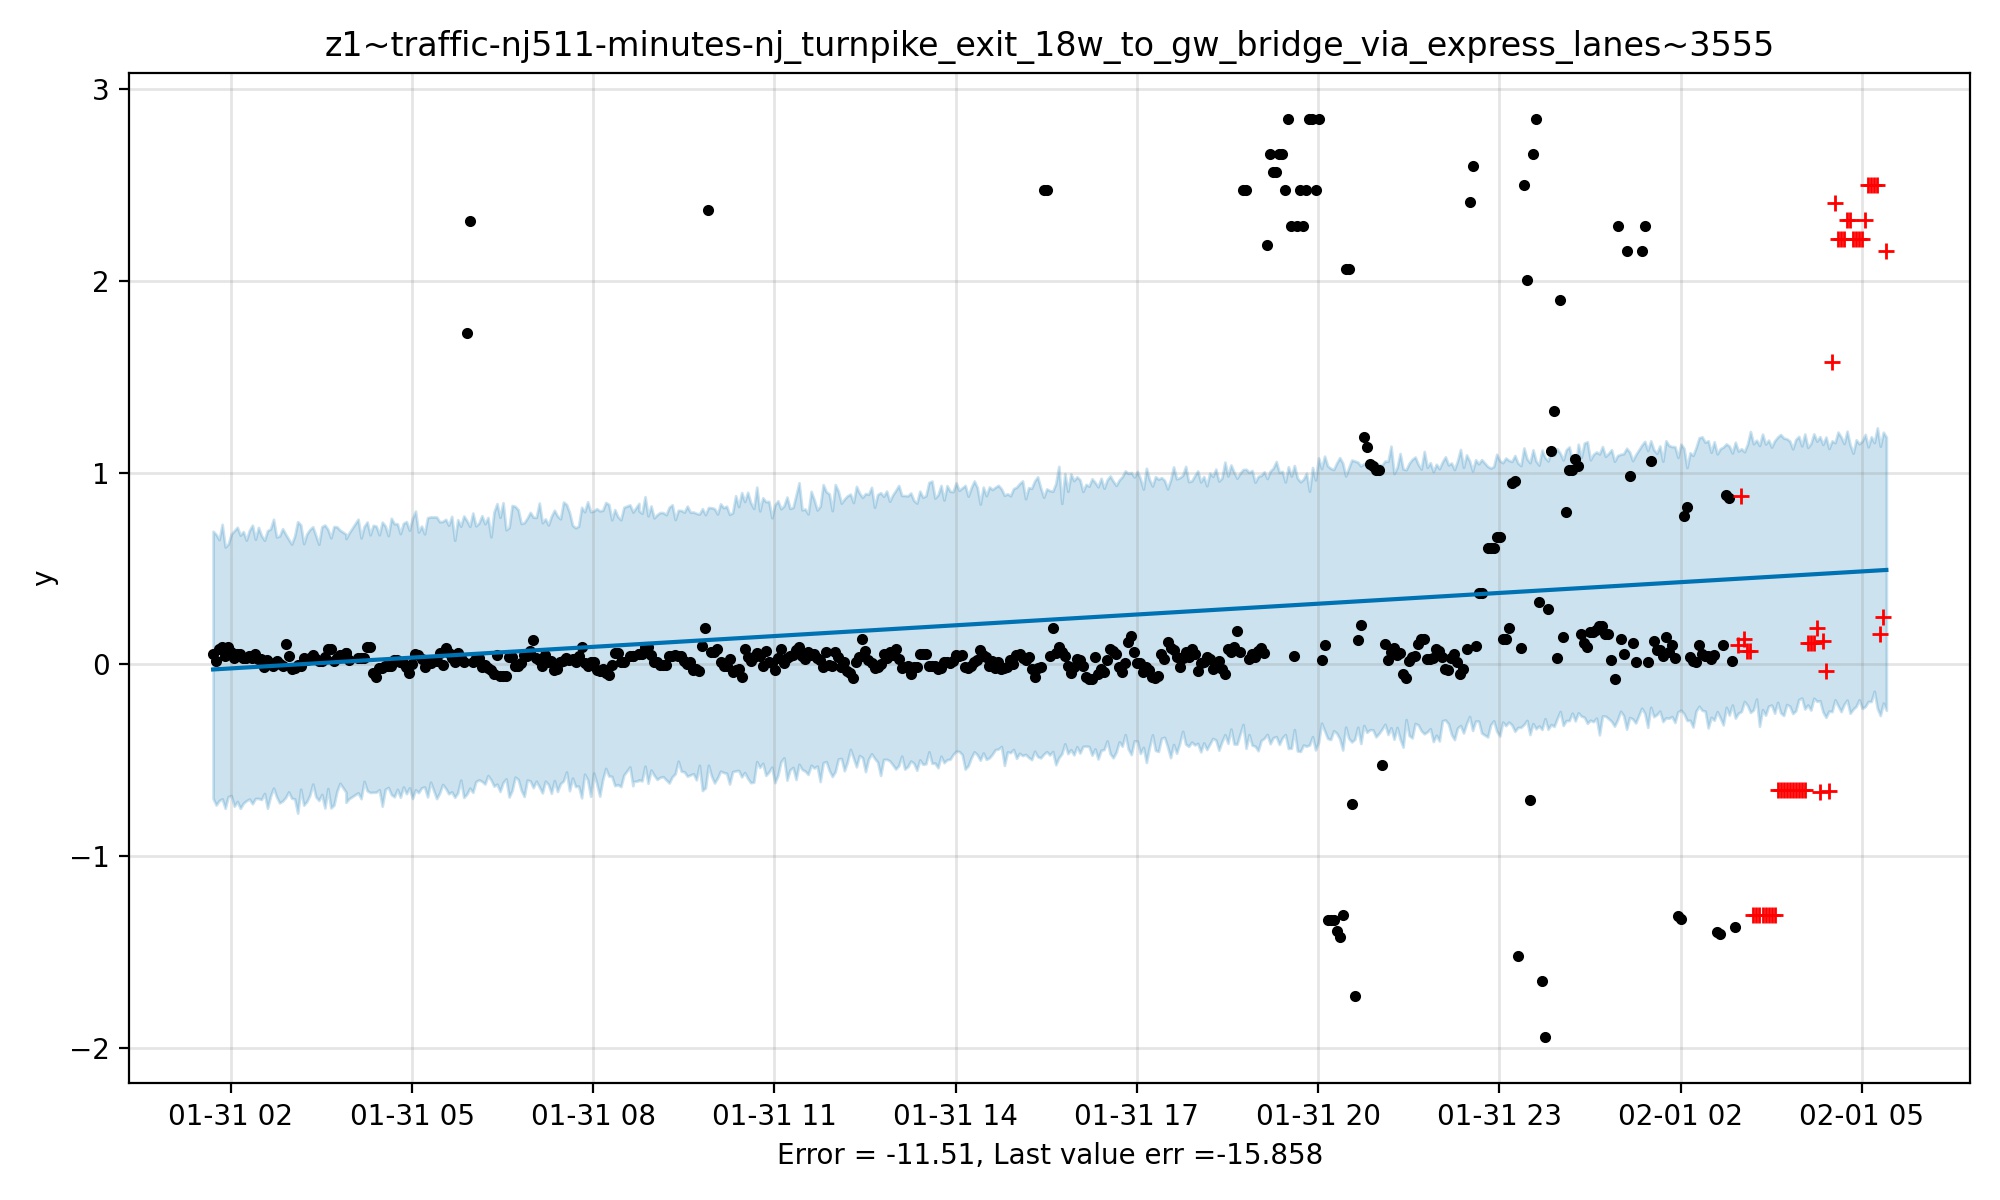 z1~traffic-nj511-minutes-nj_turnpike_exit_18w_to_gw_bridge_via_express_lanes~3555
3
2
1
0
−1
−2
y
01-31 02 01-31 05 01-31 08 01-31 11 01-31 14 01-31 17 01-31 20 01-31 23 02-01 02 02-01 05
Error = -11.51, Last value err =-15.858